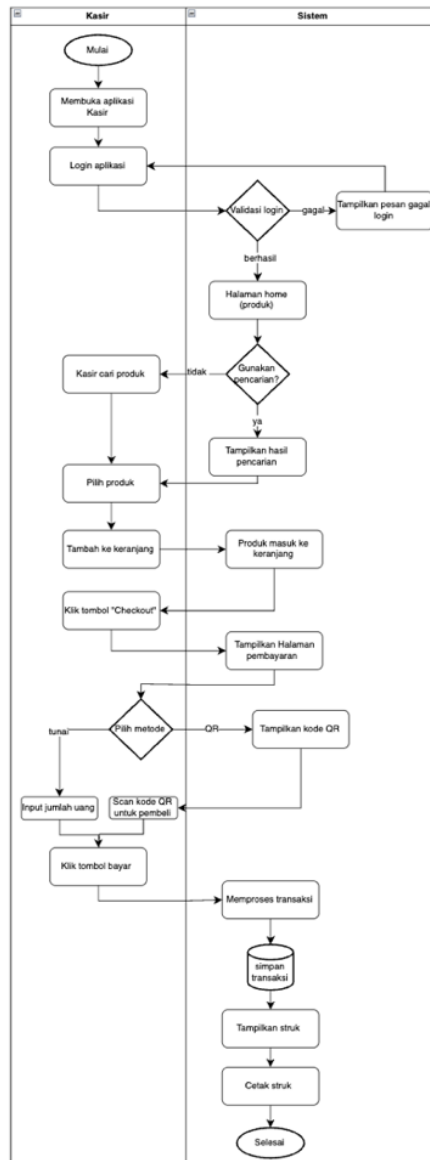 Kasir
Sistem
Mulai
Membuka aplikasi
Kasir
Login aplikasi
Validasi login
gagal
Tampilkan pesan gagal
login
berhasil
Halaman home
(produk)
Kasir cari produk
tidak
Gunakan
pencarian?
ya
Tampilkan hasil
pencarian
Pilih produk
Tambah ke keranjang
Produk masuk ke
keranjang
Klik tombol "Checkout"
Tampilkan Halaman
pembayaran
tunai
Pilih metode
QR
Tampilkan kode QR
Input jumlah uang
Scan kode QR
untuk pembeli
Klik tombol bayar
Memproses transaksi
simpan
transaksi
Tampilkan struk
Cetak struk
Selesai